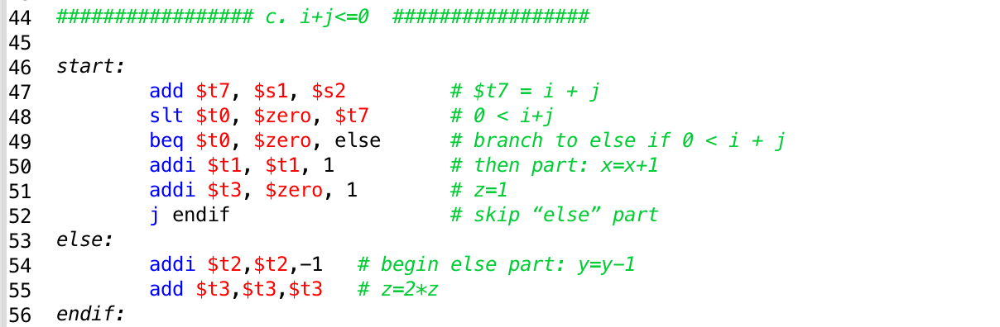 44 ################# c. i+j<=0 #################
45
46 start:
47 add $t7, $s1, $s2 # $t7 = i + j
48 slt $t0, $zero, $t7 # 0 < i+j
49 beq $t0, $zero, else # branch to else if 0 < i + j
50 addi $t1, $t1, 1 # then part: x=x+1
51 addi $t3, $zero, 1 # z=1
52 j endif # skip “else” part
53 else:
54 addi $t2,$t2,−1 # begin else part: y=y−1
55 add $t3,$t3,$t3 # z=2*z
56 endif: